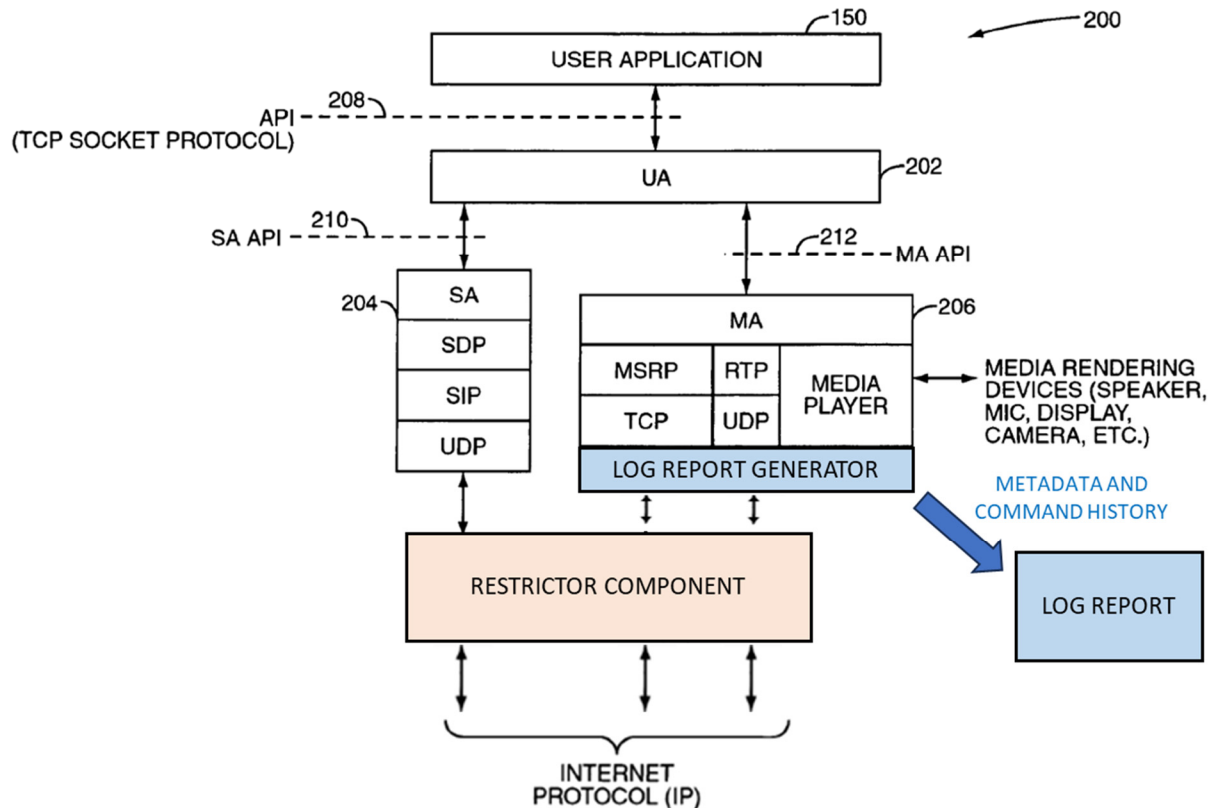 150
200
USER APPLICATION
208
API
(TCP SOCKET PROTOCOL)
UA
202
210
SA API
212
MA API
204
SA
SDP
SIP
UDP
206
MA
MSRP
RTP
TCP
UDP
MEDIA
PLAYER
MEDIA RENDERING
DEVICES (SPEAKER,
MIC, DISPLAY,
CAMERA, ETC.)
LOG REPORT GENERATOR
METADATA AND
COMMAND HISTORY
RESTRICTOR COMPONENT
LOG REPORT
INTERNET
PROTOCOL (IP)